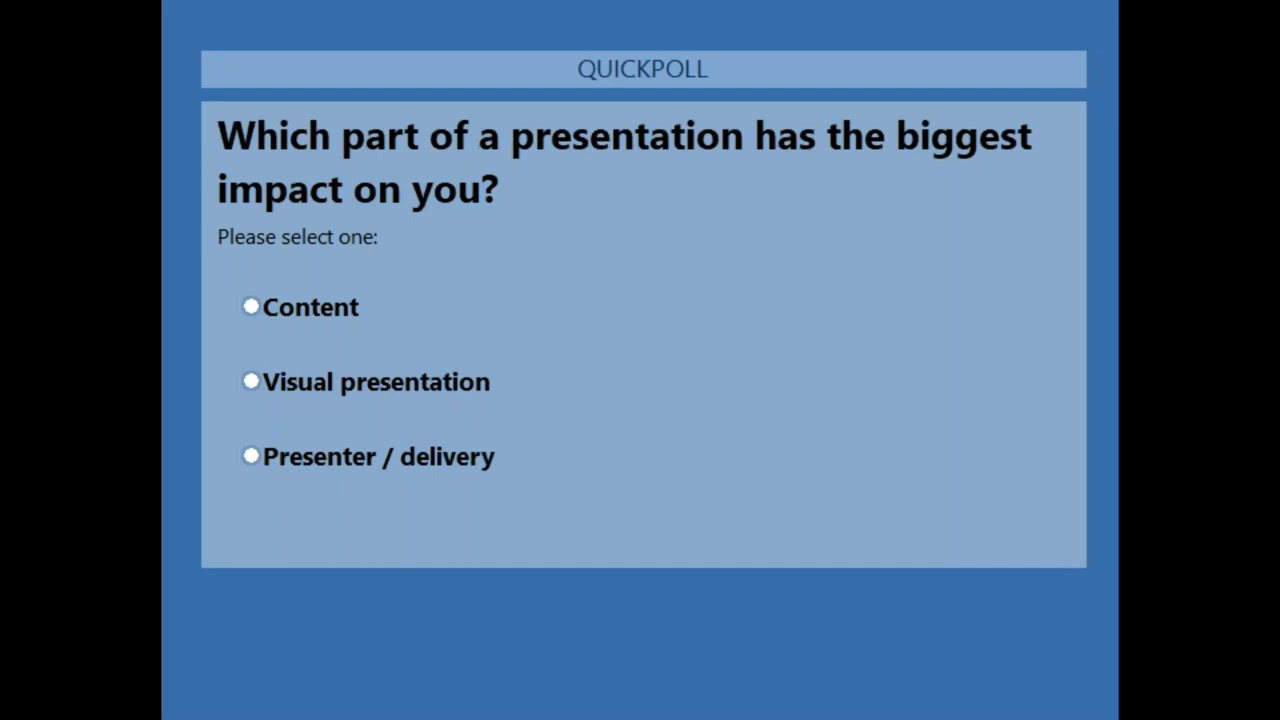 QUICKPOLL
Which part of a presentation has the biggest
impact on you?
Please select one:
Content
Visual presentation
Presenter / delivery